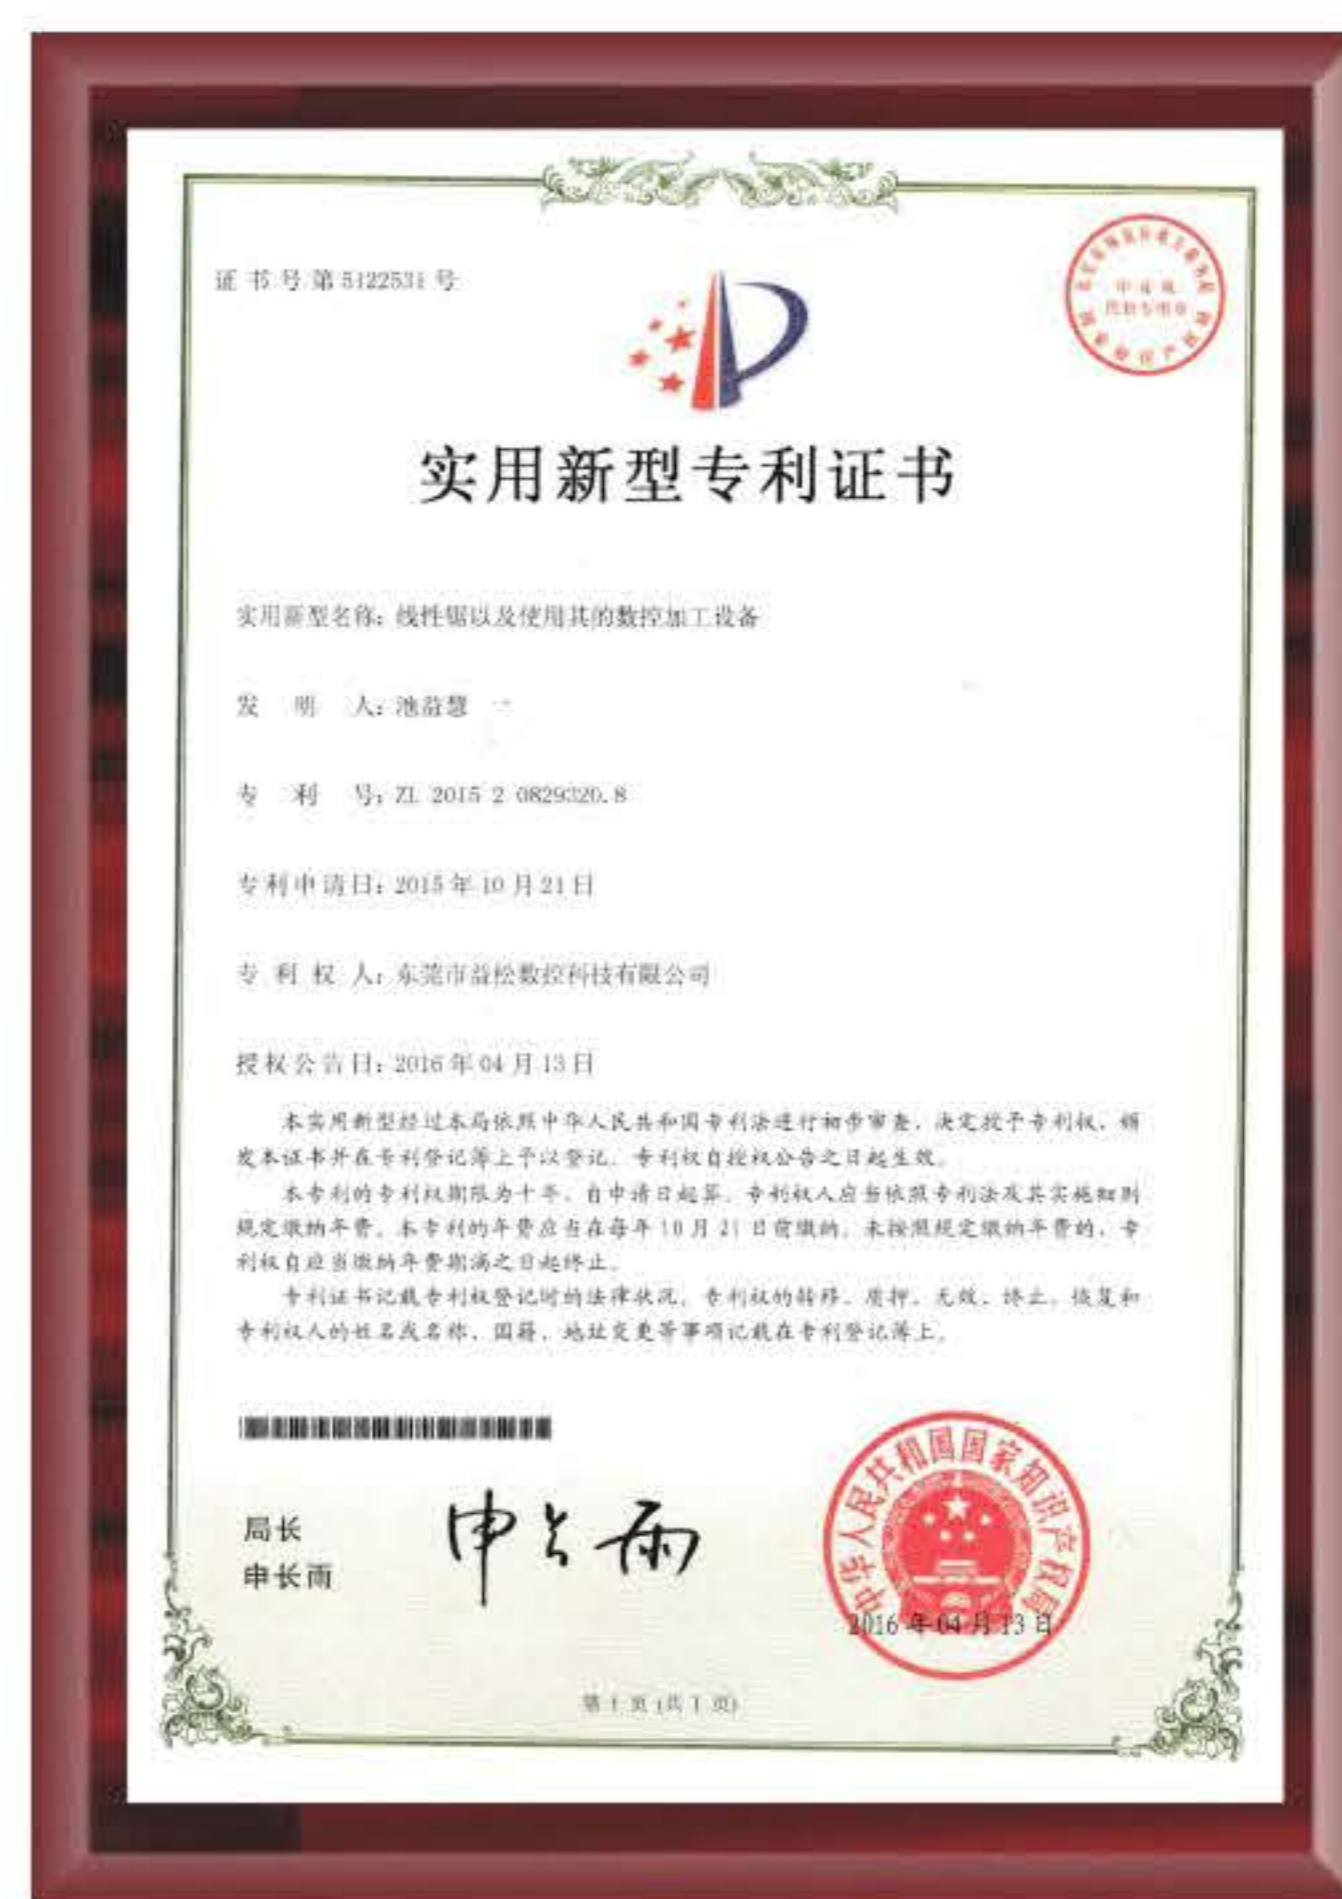 证书号第5122531号
实用新型专利证书
实用新型名称：线性锯以及使用其的数控加工设备
发 明 人：池益慧
专 利 号：ZL 2015 2 0829320.8
专利申请日：2015年10月21日
专 利 权 人：东莞市益松数控科技有限公司
授权公告日：2016年04月13日
本实用新型经过本局依照中华人民共和国专利法进行初步审查，决定授予专利权，颁
发本证书并在专利登记簿上予以登记。专利权自授权公告之日起生效。
本专利的专利权期限为十年，自申请日起算。专利权人应当依照专利法及其实施细则
规定缴纳年费。本专利的年费应当在每年10月21日前缴纳。未按照规定缴纳年费的，专
利权自应当缴纳年费期满之日起终止。
专利证书记载专利权登记时的法律状况。专利权的转移、质押、无效、终止、恢复和
专利权人的姓名或名称、国籍、地址变更等事项记载在专利登记簿上。
局长
申长雨
申长雨
中华人民共和国国家知识产权局
2016年04月13日
第1页(共1页)